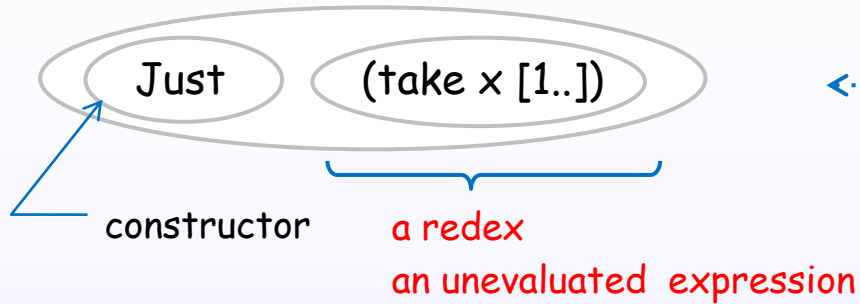 Just (take x [1..])
constructor
a redex
an unevaluated expression